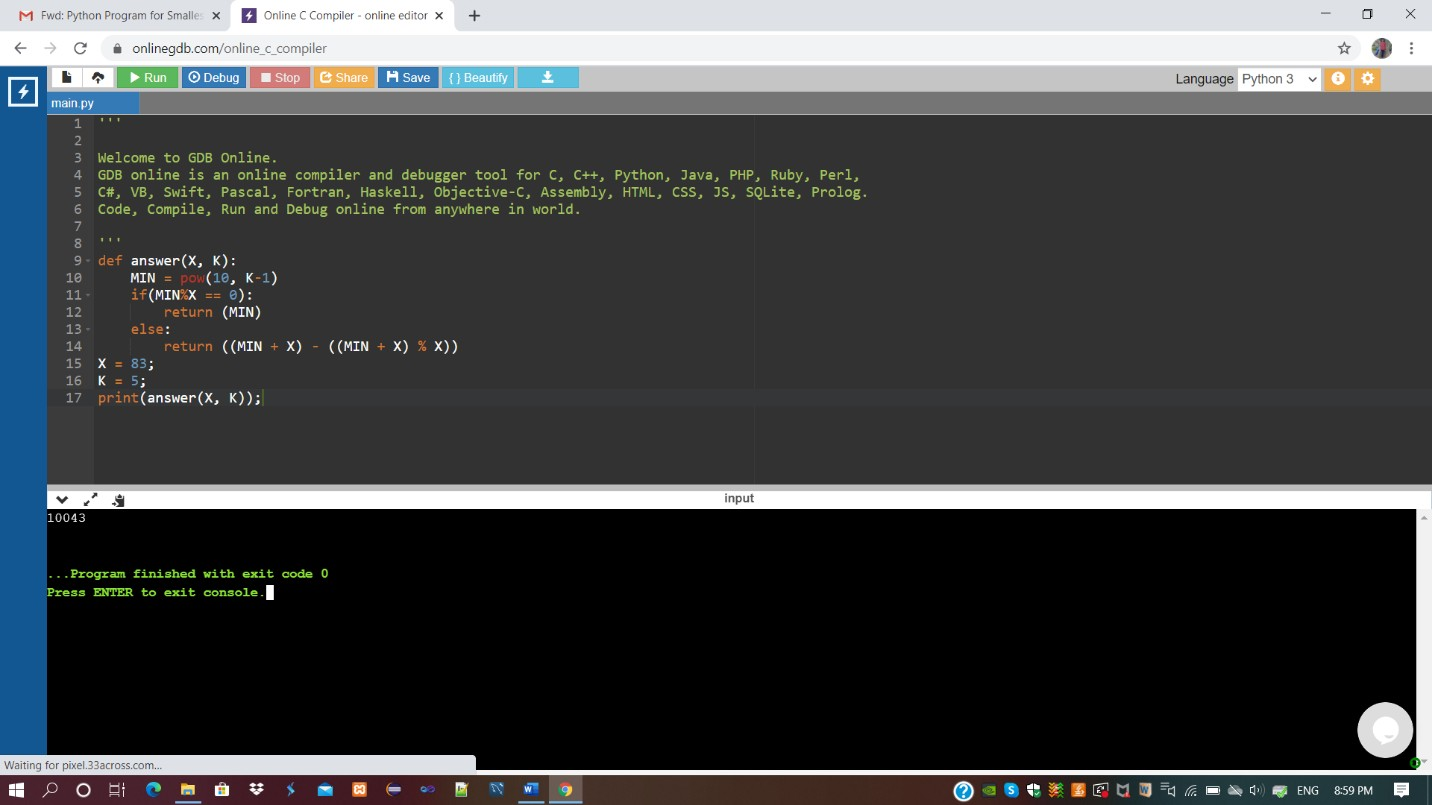 Fwd: Python Program for Smalles
Online C Compiler - online editor
onlinegdb.com/online_c_compiler
Run Debug Stop Share Save { } Beautify
Language Python 3
main.py
1 '''
2
3 Welcome to GDB Online.
4 GDB online is an online compiler and debugger tool for C, C++, Python, Java, PHP, Ruby, Perl,
5 C#, VB, Swift, Pascal, Fortran, Haskell, Objective-C, Assembly, HTML, CSS, JS, SQLite, Prolog.
6 Code, Compile, Run and Debug online from anywhere in world.
7
8 '''
9 def answer(X, K):
10     MIN = pow(10, K-1)
11     if(MIN%X == 0):
12         return (MIN)
13     else:
14         return ((MIN + X) - ((MIN + X) % X))
15 X = 83;
16 K = 5;
17 print(answer(X, K));
input
10043
...Program finished with exit code 0
Press ENTER to exit console.
Waiting for pixel.33across.com...
ENG 8:59 PM